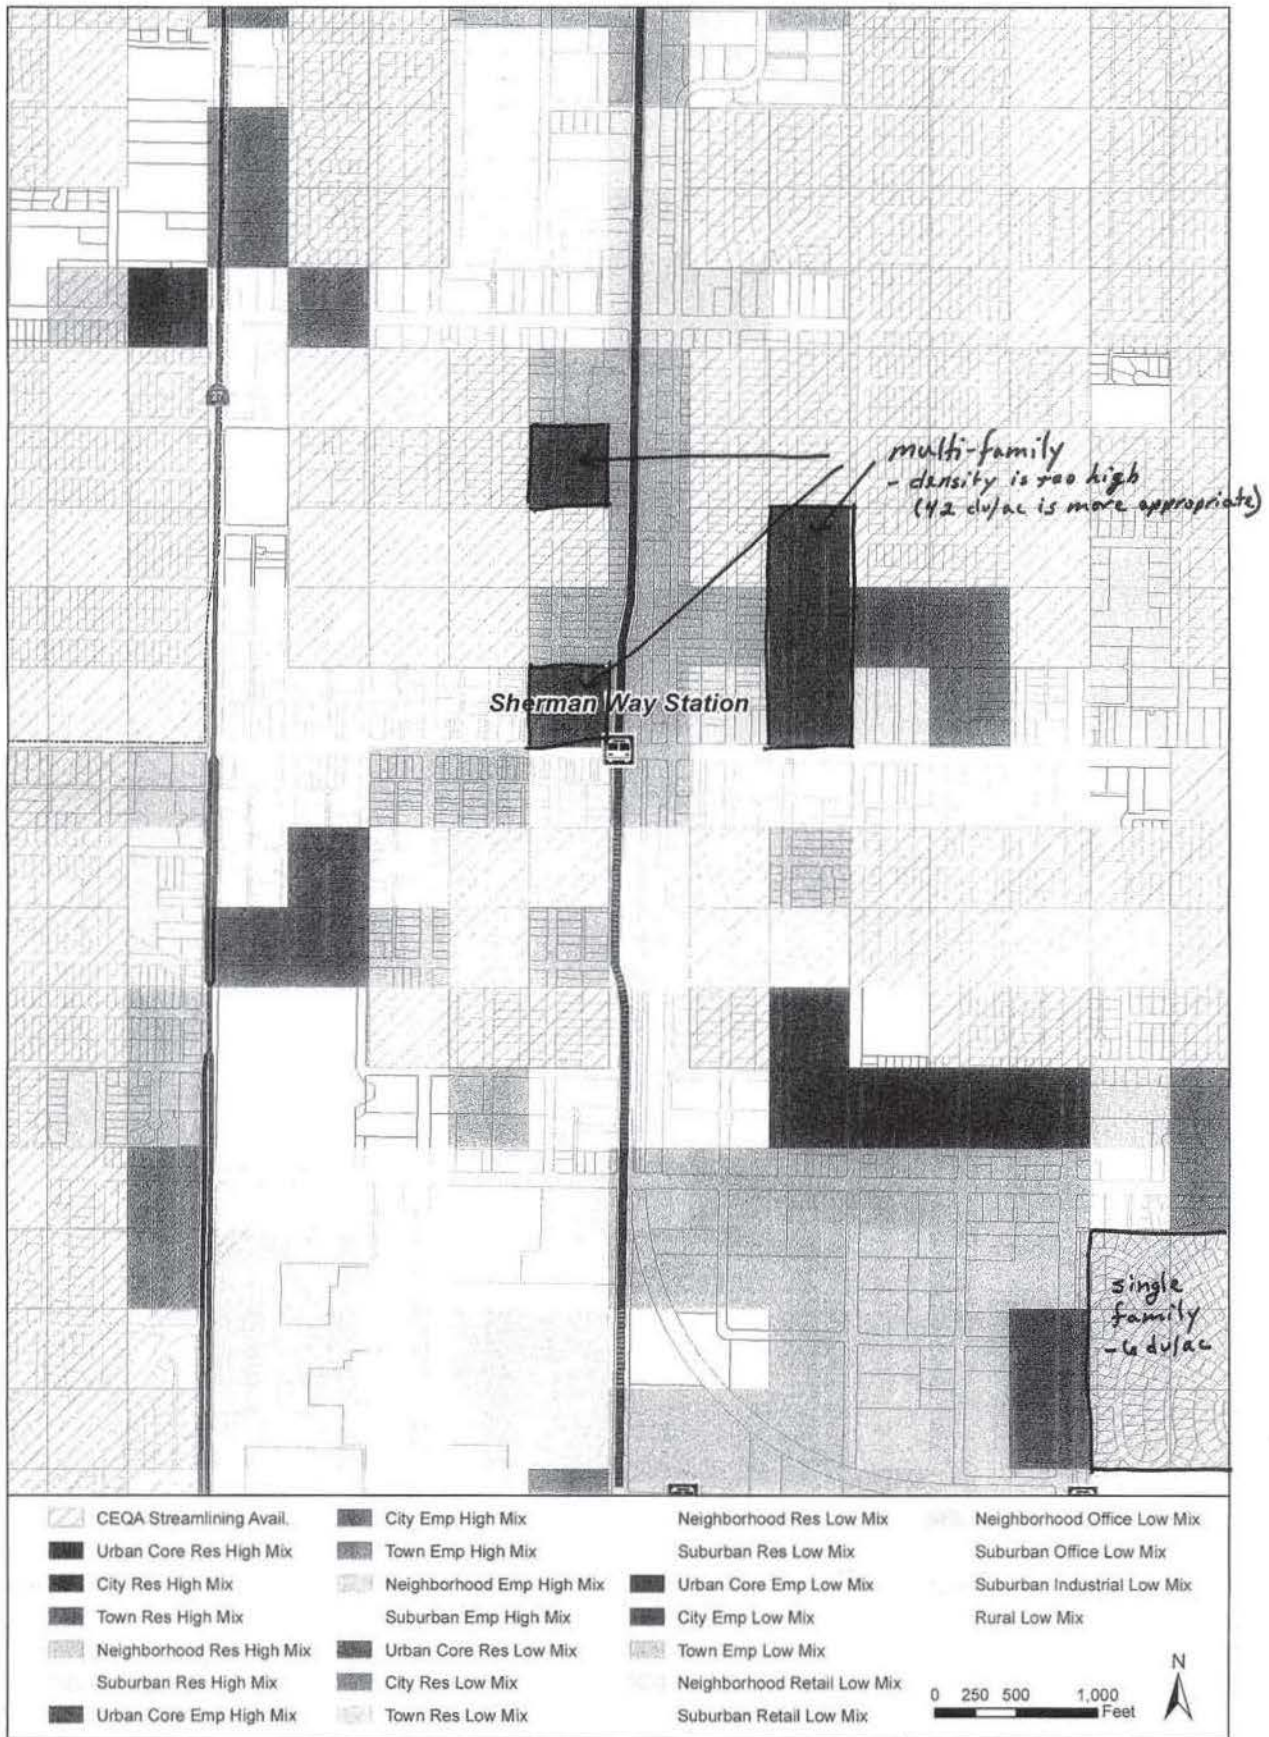 multi-family
- density is too high
(42 du/ac is more appropriate)
Sherman Way Station
single
family
- 6 du/ac
CEQA Streamlining Avail.
Urban Core Res High Mix
City Res High Mix
Town Res High Mix
Neighborhood Res High Mix
Suburban Res High Mix
Urban Core Emp High Mix
City Emp High Mix
Town Emp High Mix
Neighborhood Emp High Mix
Suburban Emp High Mix
Urban Core Res Low Mix
City Res Low Mix
Town Res Low Mix
Neighborhood Res Low Mix
Suburban Res Low Mix
Urban Core Emp Low Mix
City Emp Low Mix
Town Emp Low Mix
Neighborhood Retail Low Mix
Suburban Retail Low Mix
Neighborhood Office Low Mix
Suburban Office Low Mix
Suburban Industrial Low Mix
Rural Low Mix
N
0 250 500 1,000
Feet